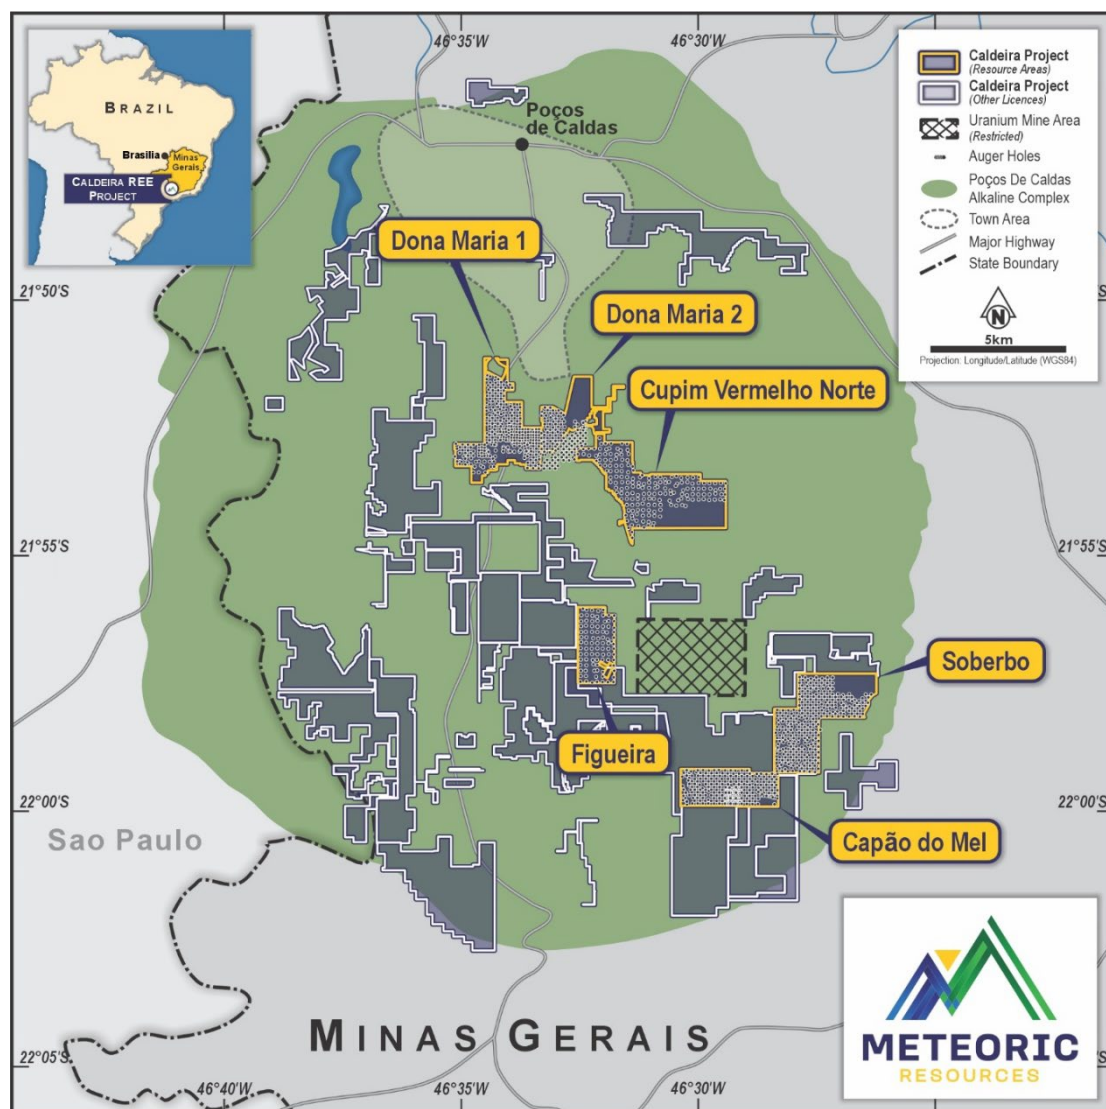 46°35'W
46°30'W
BRAZIL
Brasilia
Minas
Gerais
CALDEIRA REE
PROJECT
Poços
de Caldas
Caldeira Project
(Resource Areas)
Caldeira Project
(Other Licences)
Uranium Mine Area
(Restricted)
Auger Holes
Poços De Caldas
Alkaline Complex
Town Area
Major Highway
State Boundary
N
5km
Projection: Longitude/Latitude (WGS84)
Dona Maria 1
21°50'S
21°50'S
Dona Maria 2
Cupim Vermelho Norte
21°55'S
21°55'S
Soberbo
Figueira
22°00'S
22°00'S
Sao Paulo
Capão do Mel
MINAS GERAIS
METEORIC
RESOURCES
22°05'S
22°05'S
46°40'W
46°35'W
46°30'W